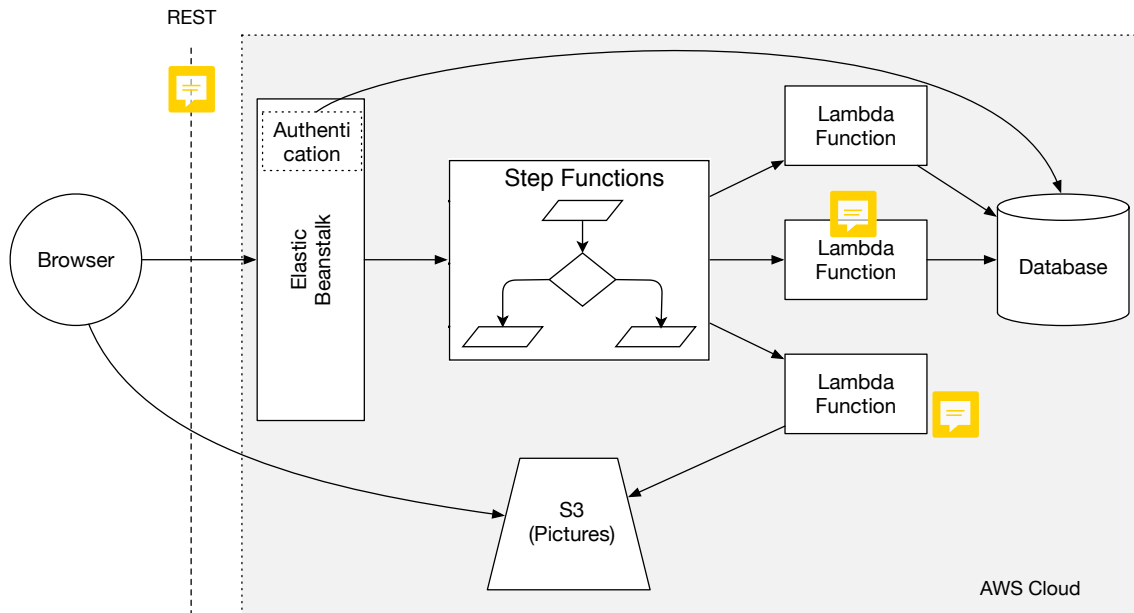 REST
Authenti
cation
Elastic
Beanstalk
Browser
Step Functions
Lambda
Function
Lambda
Function
Lambda
Function
Database
S3
(Pictures)
AWS Cloud